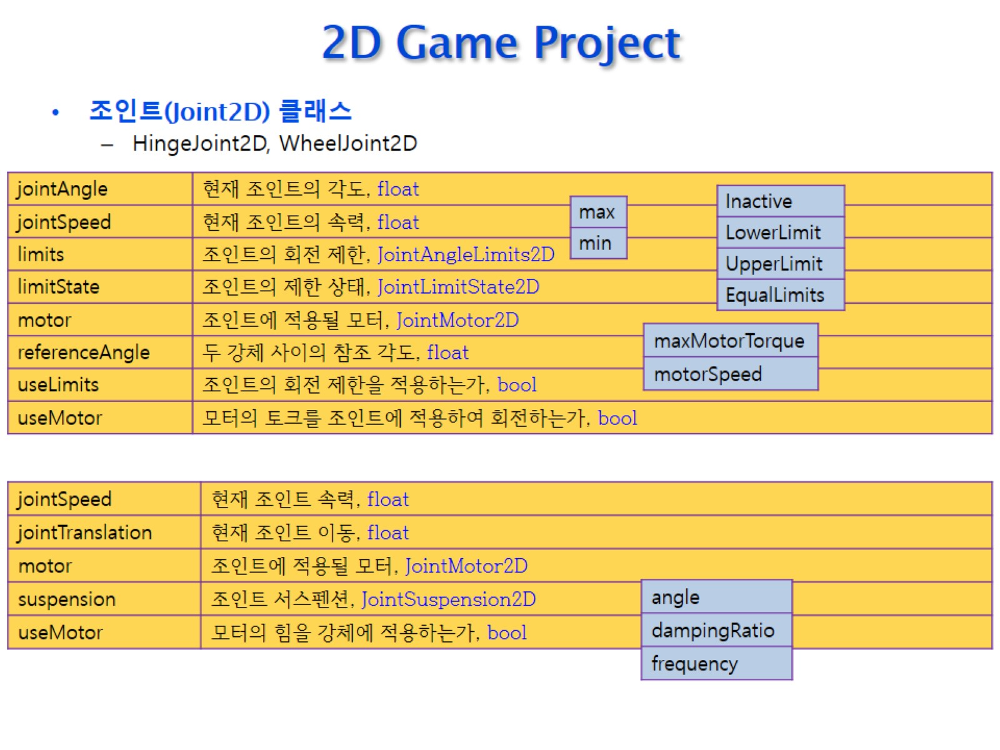 2D Game Project
• 조인트(Joint2D) 클래스
– HingeJoint2D, WheelJoint2D
jointAngle 현재 조인트의 각도, float
jointSpeed 현재 조인트의 속력, float
limits 조인트의 회전 제한, JointAngleLimits2D
max
min
limitState 조인트의 제한 상태, JointLimitState2D
Inactive
LowerLimit
UpperLimit
EqualLimits
motor 조인트에 적용될 모터, JointMotor2D
maxMotorTorque
motorSpeed
referenceAngle 두 강체 사이의 참조 각도, float
useLimits 조인트의 회전 제한을 적용하는가, bool
useMotor 모터의 토크를 조인트에 적용하여 회전하는가, bool
jointSpeed 현재 조인트 속력, float
jointTranslation 현재 조인트 이동, float
motor 조인트에 적용될 모터, JointMotor2D
suspension 조인트 서스펜션, JointSuspension2D
angle
dampingRatio
frequency
useMotor 모터의 힘을 강체에 적용하는가, bool